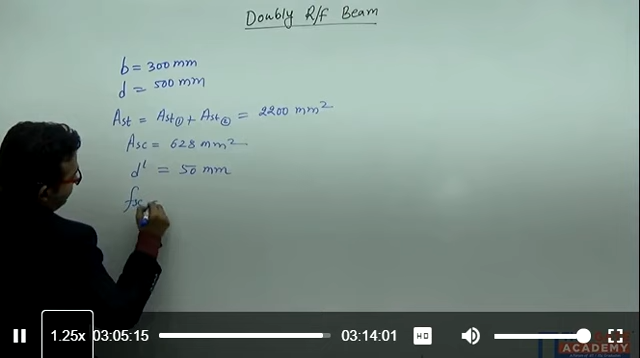 Doubly R/f Beam
b = 300 mm
d = 500 mm
Ast = Ast① + Ast② = 2200 mm²
Asc = 628 mm²
d' = 50 mm
fsc
1.25x 03:05:15 03:14:01 HD
ACADEMY